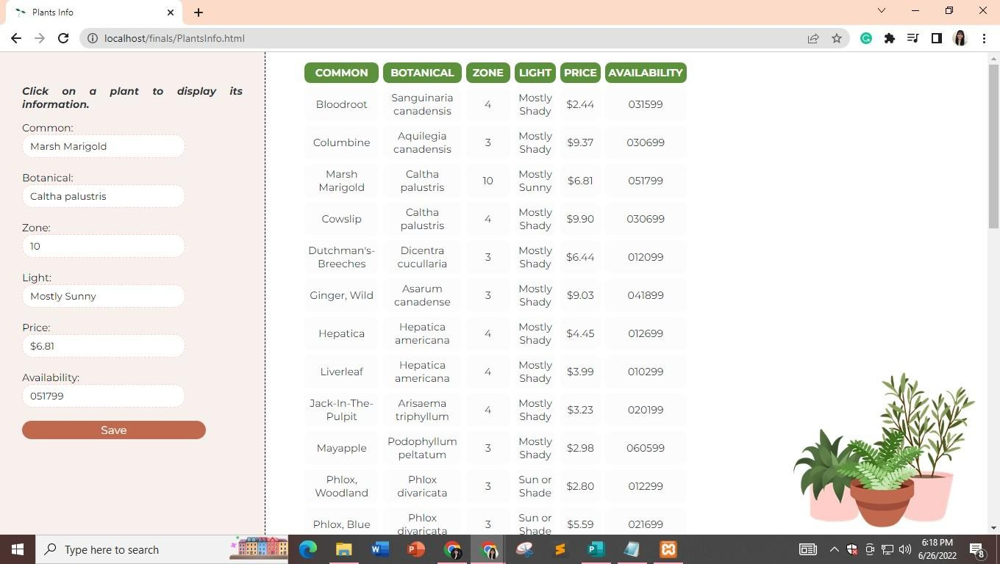 Plants Info
localhost/finals/PlantsInfo.html
Click on a plant to display its
information.
Common:
Marsh Marigold
Botanical:
Caltha palustris
Zone:
10
Light:
Mostly Sunny
Price:
$6.81
Availability:
051799
Save
COMMON BOTANICAL ZONE LIGHT PRICE AVAILABILITY
Bloodroot Sanguinaria canadensis 4 Mostly Shady $2.44 031599
Columbine Aquilegia canadensis 3 Mostly Shady $9.37 030699
Marsh Marigold Caltha palustris 10 Mostly Sunny $6.81 051799
Cowslip Caltha palustris 4 Mostly Shady $9.90 030699
Dutchman's-Breeches Dicentra cucullaria 3 Mostly Shady $6.44 012099
Ginger, Wild Asarum canadense 3 Mostly Shady $9.03 041899
Hepatica Hepatica americana 4 Mostly Shady $4.45 012699
Liverleaf Hepatica americana 4 Mostly Shady $3.99 010299
Jack-In-The-Pulpit Arisaema triphyllum 4 Mostly Shady $3.23 020199
Mayapple Podophyllum peltatum 3 Mostly Shady $2.98 060599
Phlox, Woodland Phlox divaricata 3 Sun or Shade $2.80 012299
Phlox, Blue Phlox divaricata 3 Sun or Shade $5.59 021699
Type here to search
6:18 PM
6/26/2022
8